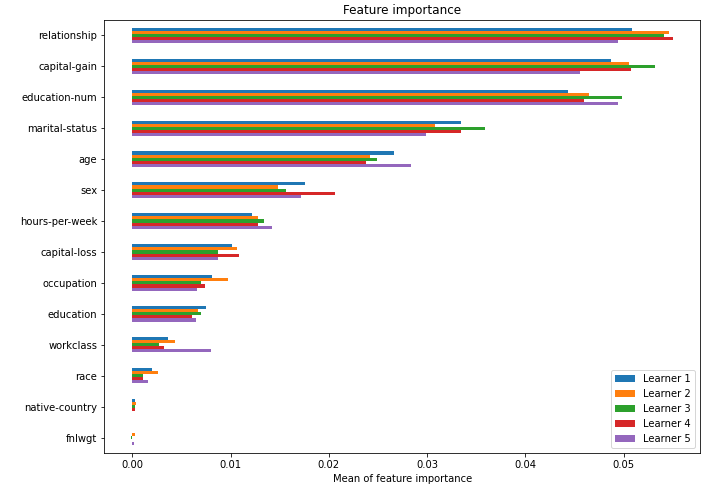 Feature importance
relationship
capital-gain
education-num
marital-status
age
sex
hours-per-week
capital-loss
occupation
education
workclass
race
native-country
fnlwgt
Learner 1
Learner 2
Learner 3
Learner 4
Learner 5
0.00 0.01 0.02 0.03 0.04 0.05
Mean of feature importance